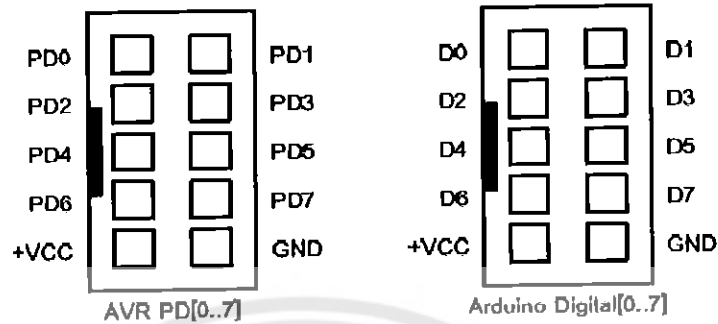 PD0 PD1 D0 D1
PD2 PD3 D2 D3
PD4 PD5 D4 D5
PD6 PD7 D6 D7
+VCC GND +VCC GND
AVR PD[0..7] Arduino Digital[0..7]